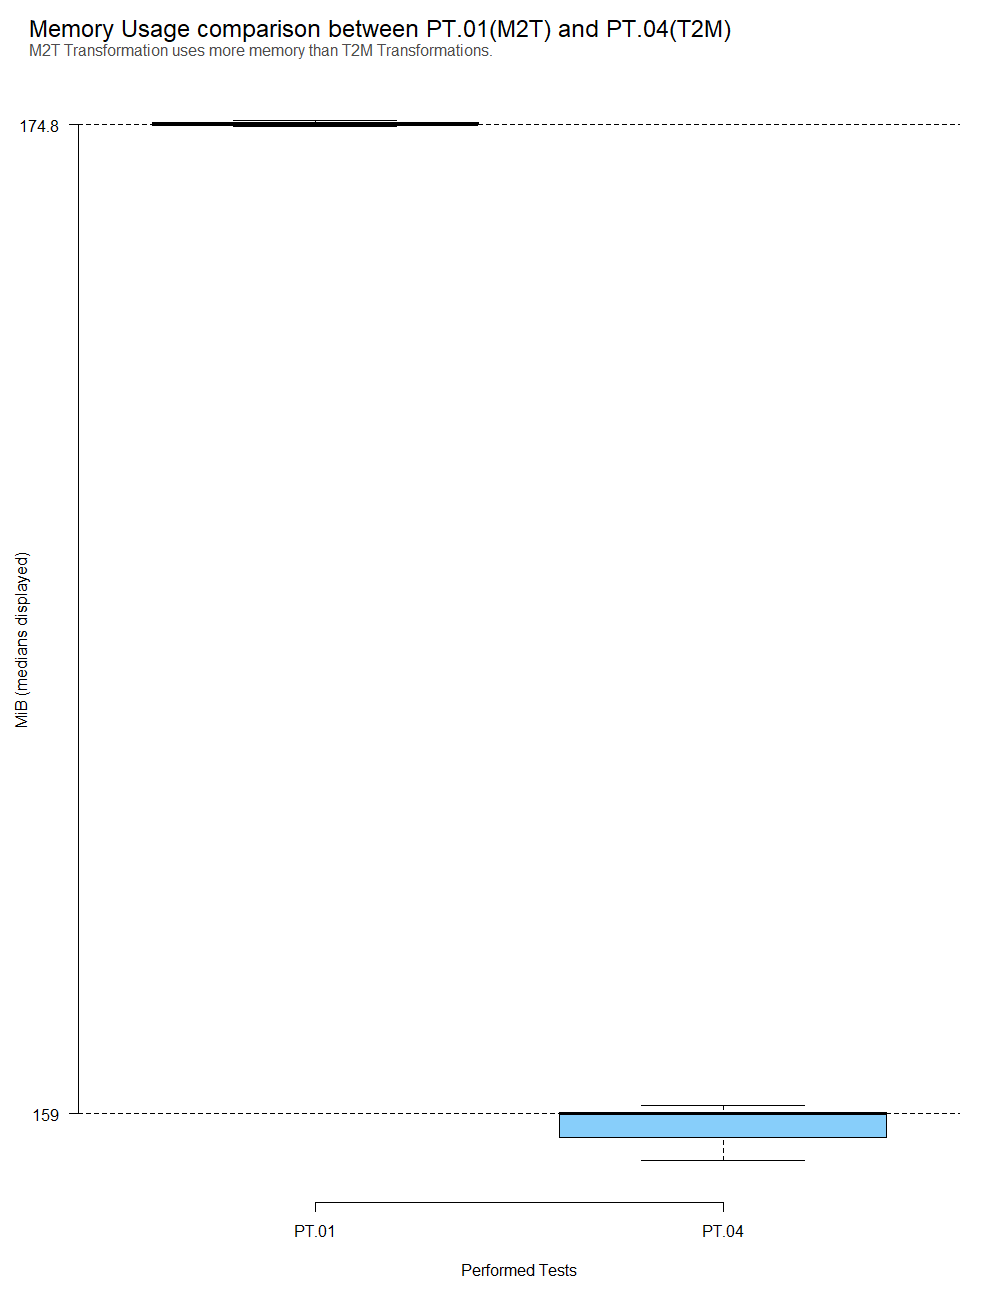 Memory Usage comparison between PT.01(M2T) and PT.04(T2M)
M2T Transformation uses more memory than T2M Transformations.
174.8
MiB (medians displayed)
159
PT.01
PT.04
Performed Tests